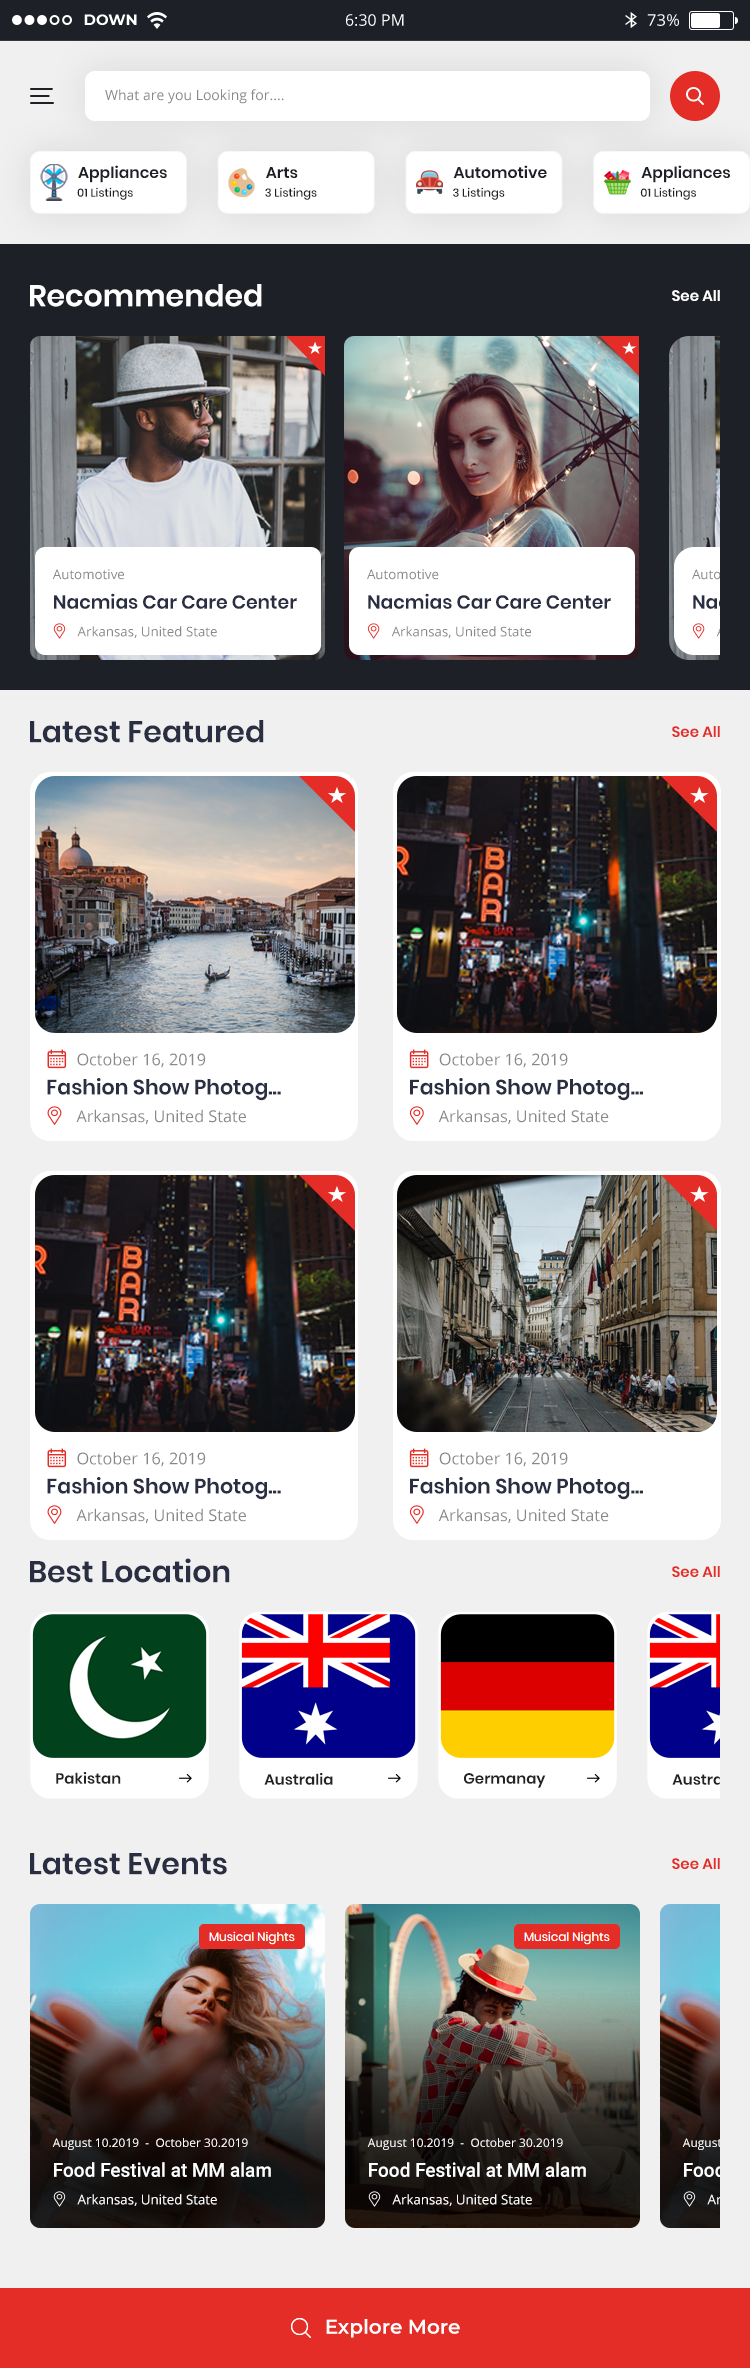 DOWN 6:30 PM 73%
What are you Looking for....
Appliances Arts Automotive Appliances
01 Listings 3 Listings 3 Listings 01 Listings
Recommended See All
Automotive Automotive Auto
Nacmias Car Care Center Nacmias Car Care Center Na
Arkansas, United State Arkansas, United State
Latest Featured See All
BAR
October 16, 2019 October 16, 2019
Fashion Show Photog... Fashion Show Photog...
Arkansas, United State Arkansas, United State
BAR
October 16, 2019 October 16, 2019
Fashion Show Photog... Fashion Show Photog...
Arkansas, United State Arkansas, United State
Best Location See All
Pakistan Australia Germanay Austra
Latest Events See All
Musical Nights Musical Nights
August 10.2019 - October 30.2019 August 10.2019 - October 30.2019 August
Food Festival at MM alam Food Festival at MM alam Food
Arkansas, United State Arkansas, United State Ar
Explore More